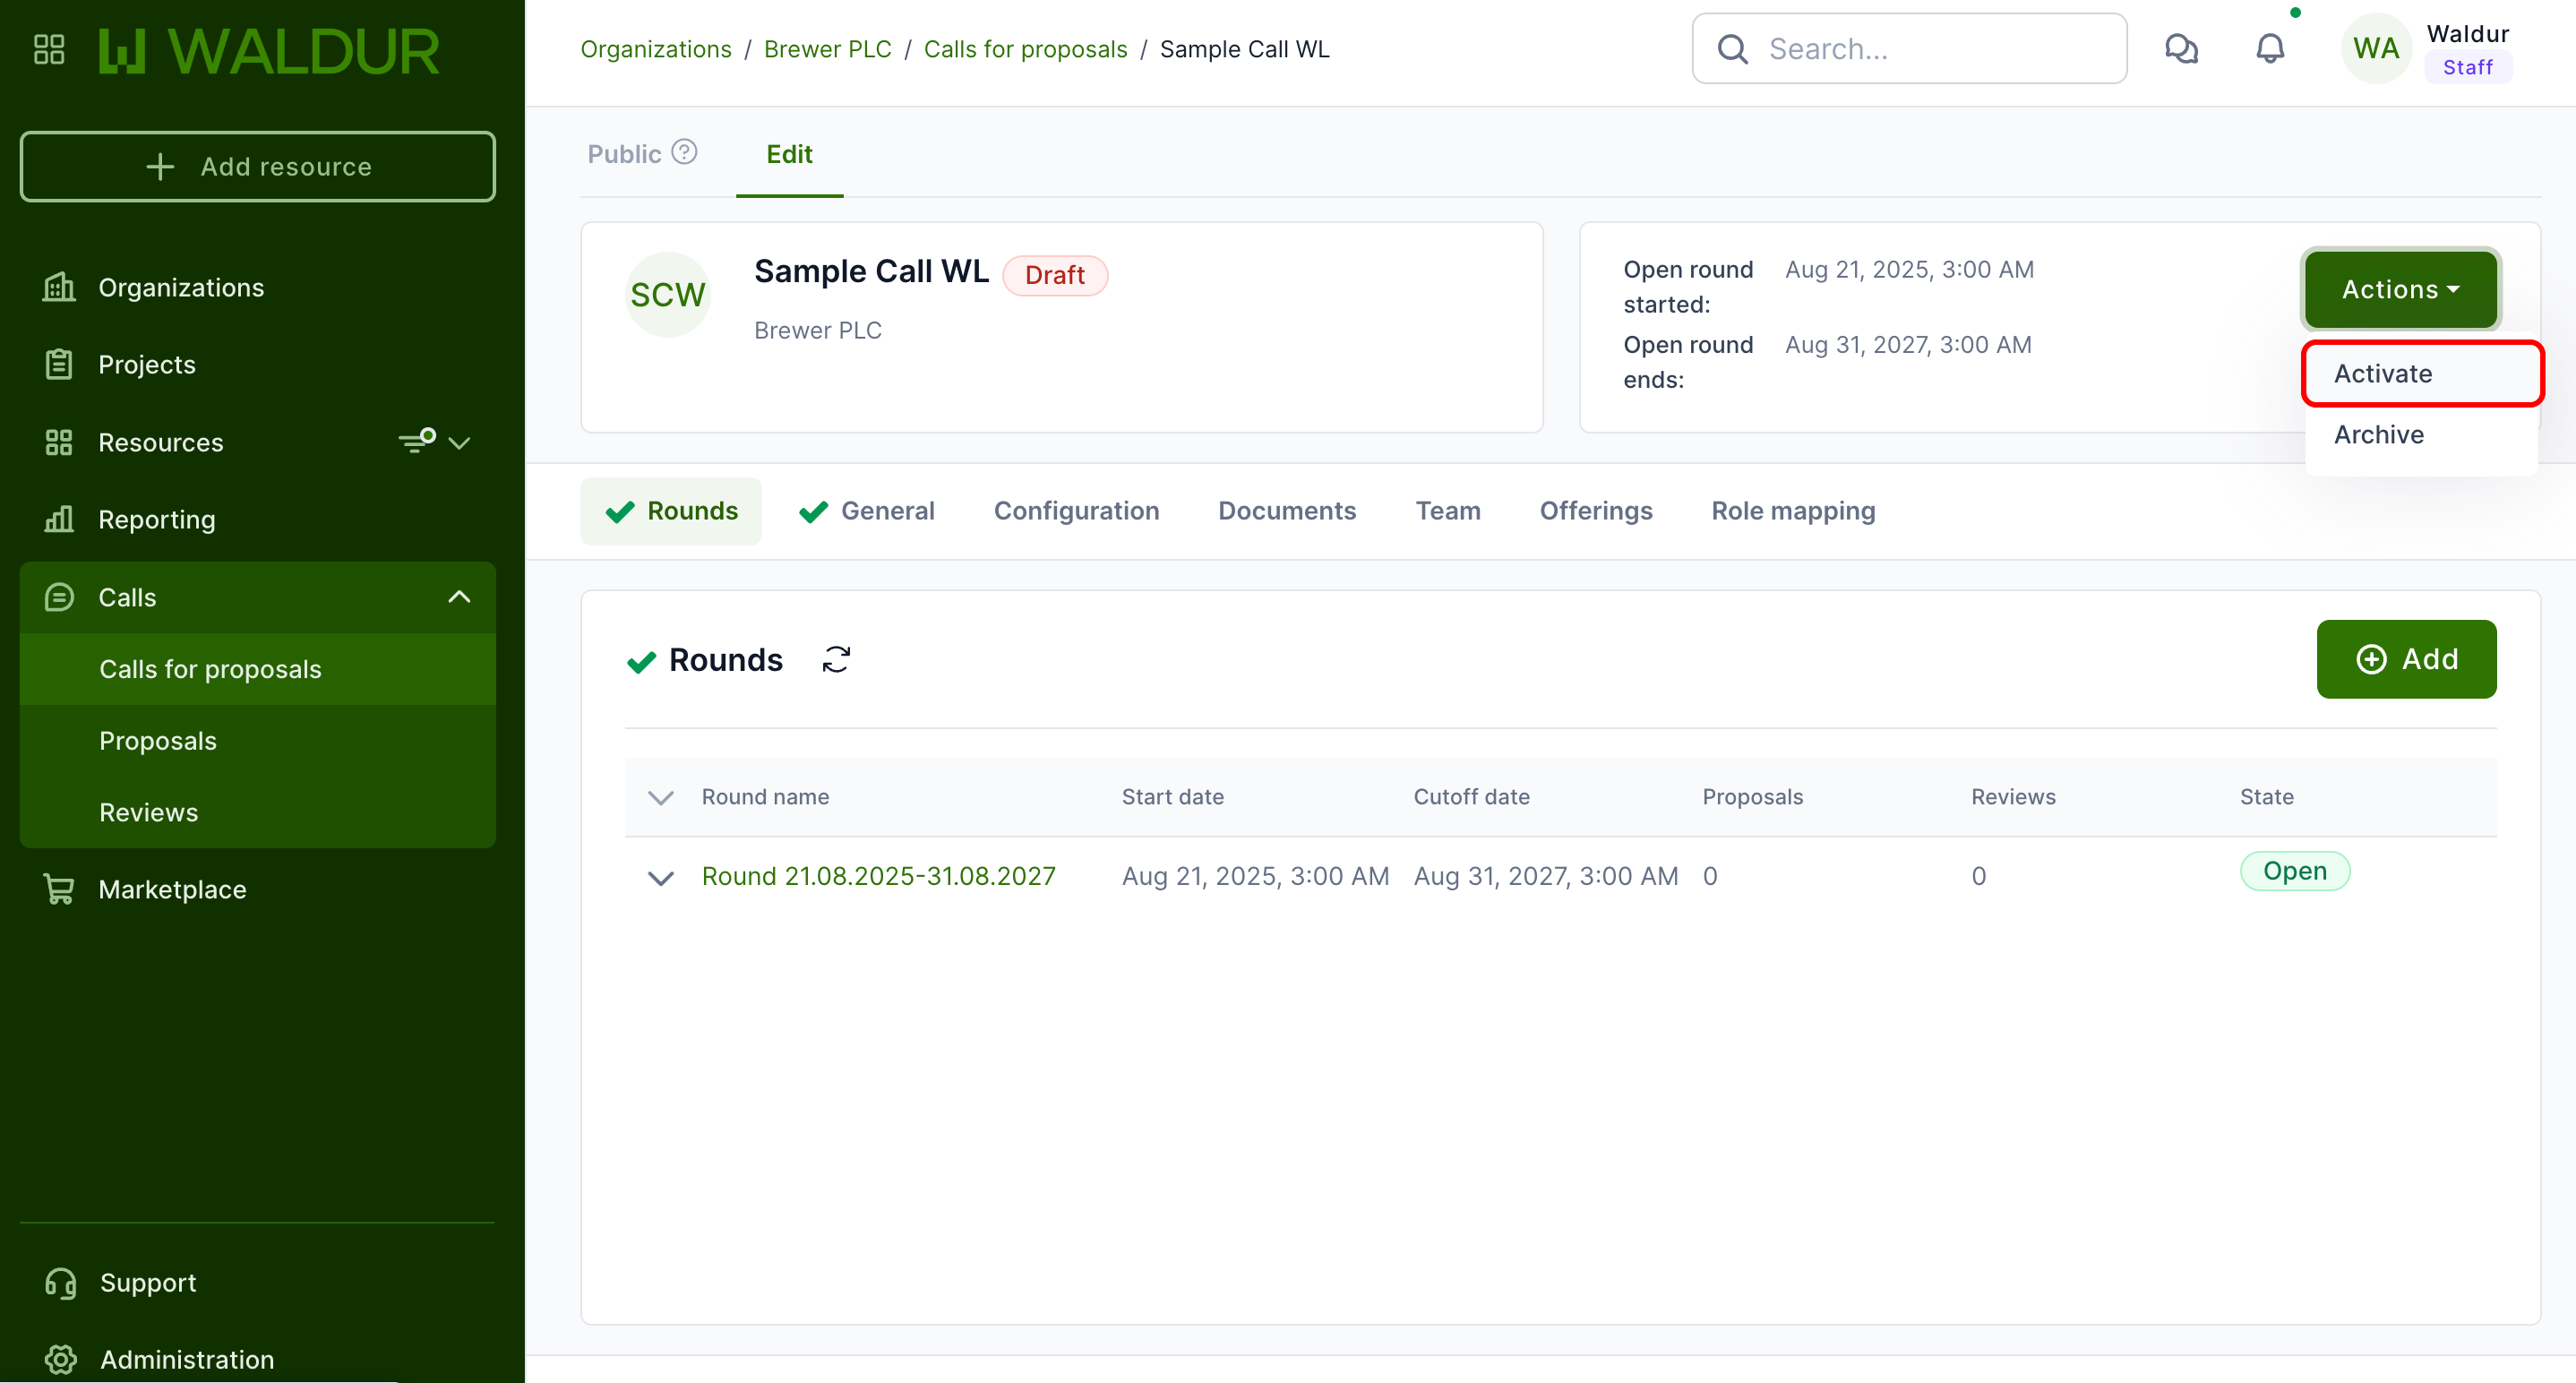 WALDUR
Add resource
Organizations
Projects
Resources
Reporting
Calls
Calls for proposals
Proposals
Reviews
Marketplace
Support
Administration
Organizations / Brewer PLC / Calls for proposals / Sample Call WL
Search...
WA
Waldur
Staff
Public
Edit
SCW
Sample Call WL
Draft
Brewer PLC
Open round started:
Aug 21, 2025, 3:00 AM
Open round ends:
Aug 31, 2027, 3:00 AM
Actions
Activate
Archive
Rounds General Configuration Documents Team Offerings Role mapping
Rounds
Add
Round name Start date Cutoff date Proposals Reviews State
Round 21.08.2025-31.08.2027 Aug 21, 2025, 3:00 AM Aug 31, 2027, 3:00 AM 0 0 Open